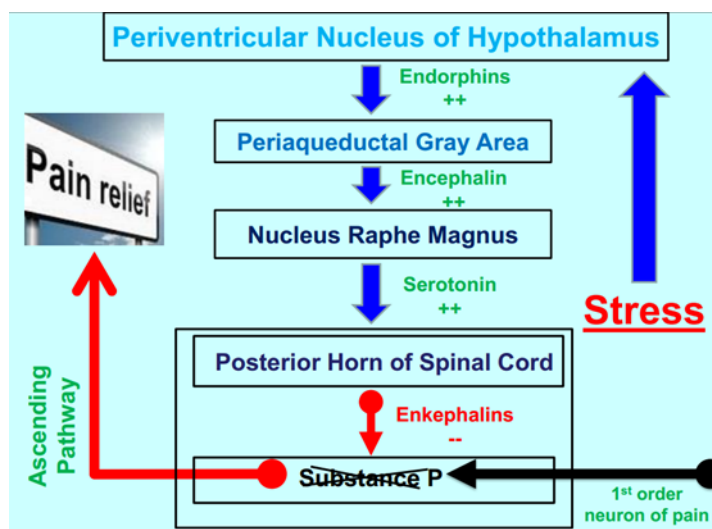 Periventricular Nucleus of Hypothalamus
Endorphins
++
Periaqueductal Gray Area
Encephalin
++
Pain relief
Nucleus Raphe Magnus
Serotonin
++
Stress
Posterior Horn of Spinal Cord
Enkephalins
--
Ascending
Pathway
Substance P
1st order
neuron of pain